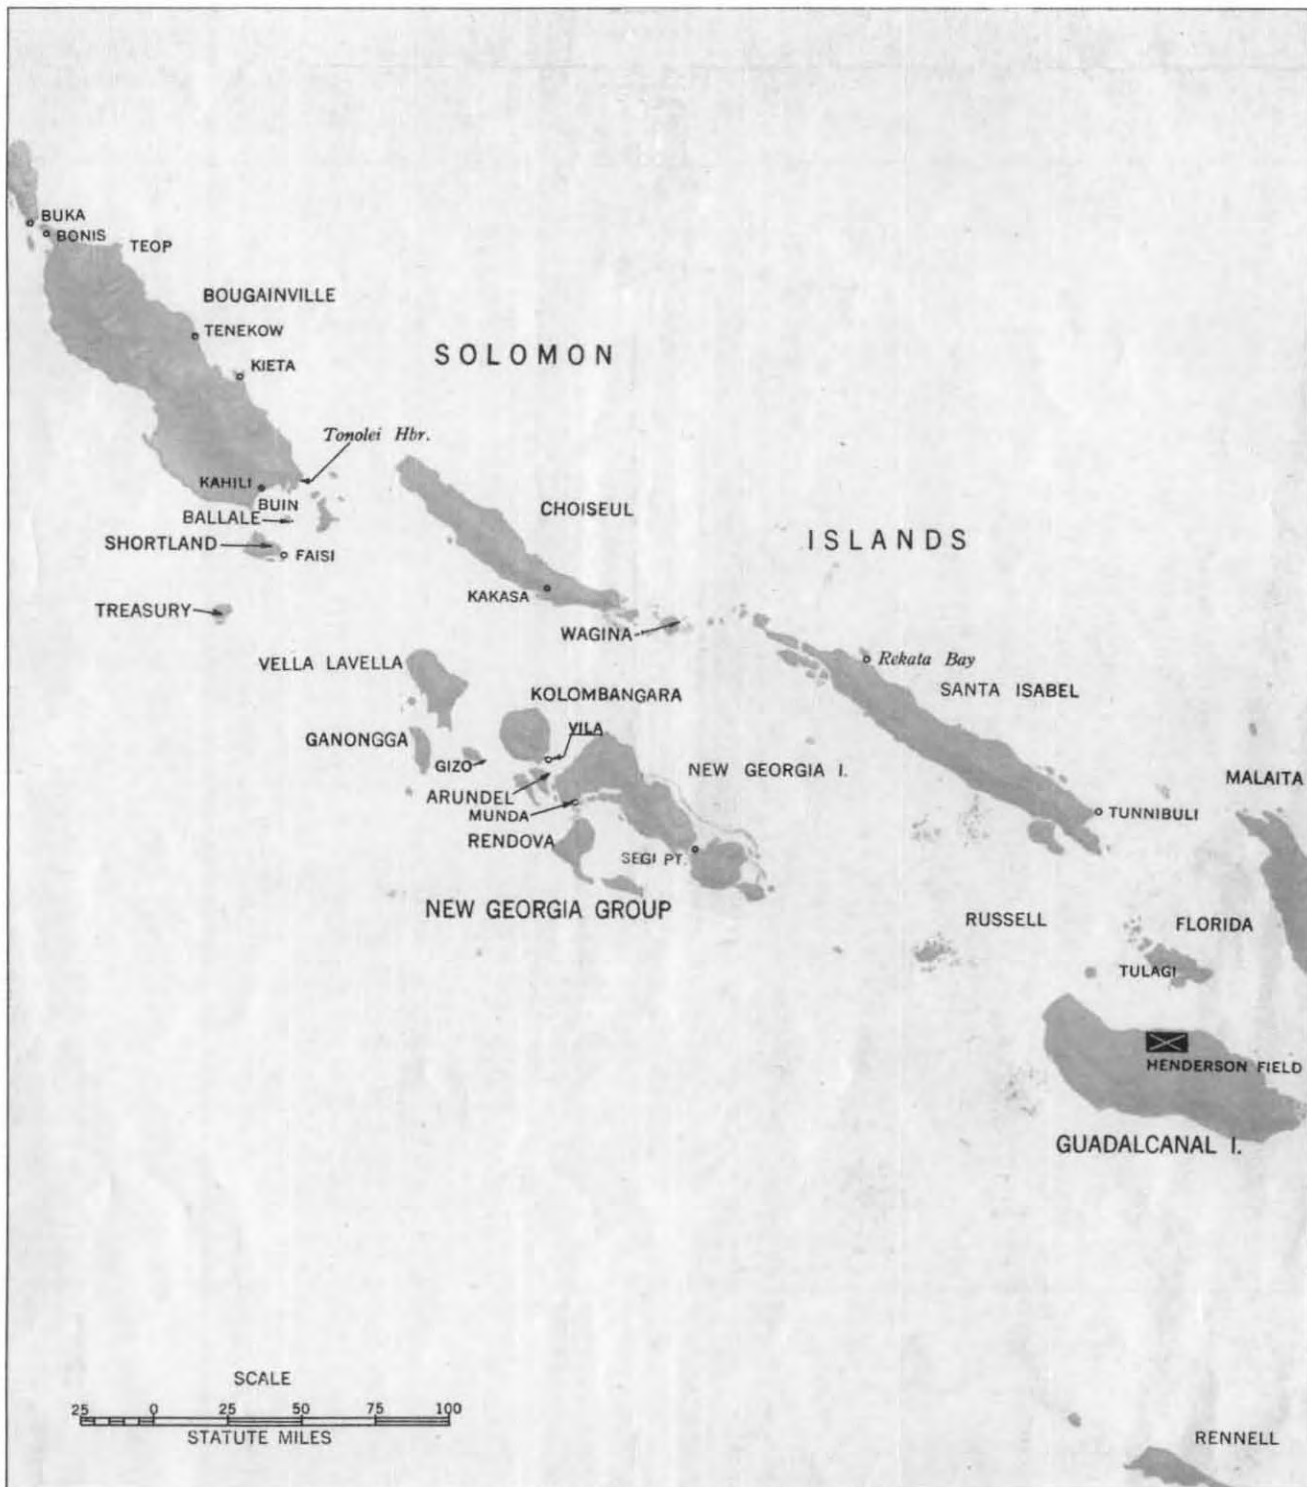 BUKA
BONIS
TEOP
BOUGAINVILLE
TENEKOW
KIETA
SOLOMON
Tonolei Hbr.
KAHILI
BUIN
BALLALE
SHORTLAND
FAISI
CHOISEUL
ISLANDS
KAKASA
TREASURY
WAGINA
VELLA LAVELLA
Rekata Bay
SANTA ISABEL
KOLOMBANGARA
VILA
GANONGGA
GIZO
NEW GEORGIA I.
MALAITA
ARUNDEL
MUNDA
TUNNIBULI
RENDOVA
SEGI PT.
NEW GEORGIA GROUP
RUSSELL
FLORIDA
TULAGI
HENDERSON FIELD
GUADALCANAL I.
SCALE
25 0 25 50 75 100
STATUTE MILES
RENNELL